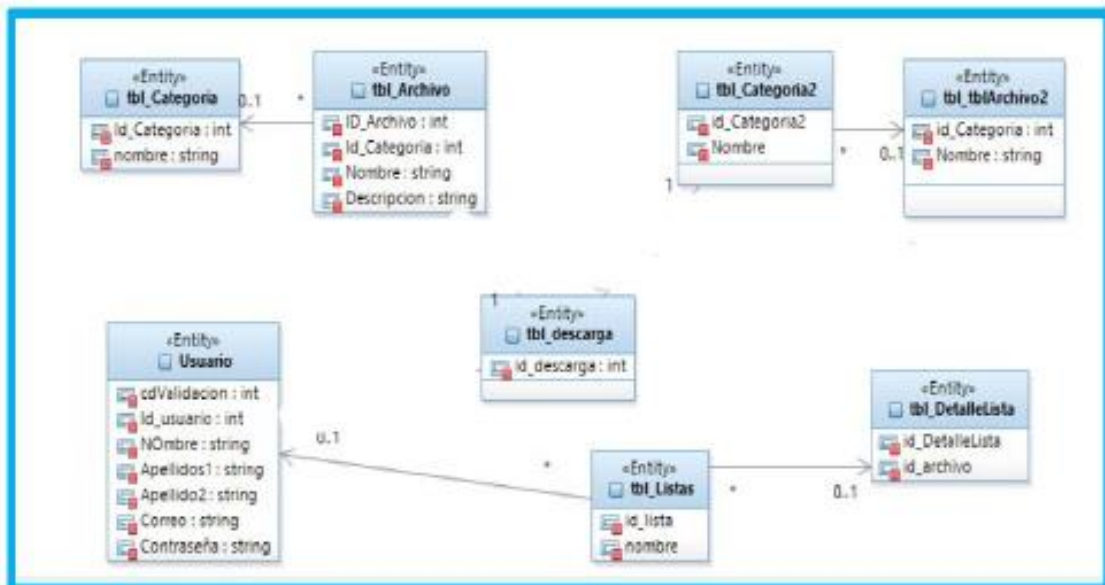 «Entity»
tbl_Categoria
Id_Categoria : int
nombre : string
0..1
*
«Entity»
tbl_Archivo
ID_Archivo : int
Id_Categoria : int
Nombre : string
Descripcion : string
«Entity»
tbl_Categoria2
id_Categoria2
Nombre
*
0..1
1
«Entity»
tbl_tblArchivo2
id_Categoria : int
Nombre : string
1
«Entity»
tbl_descarga
id_descarga : int
«Entity»
Usuario
cdValidacion : int
Id_usuario : int
NOmbre : string
Apellidos1 : string
Apellido2 : string
Correo : string
Contraseña : string
0..1
*
«Entity»
tbl_Listas
id_lista
nombre
*
0..1
«Entity»
tbl_DetalleLista
id_DetalleLista
id_archivo